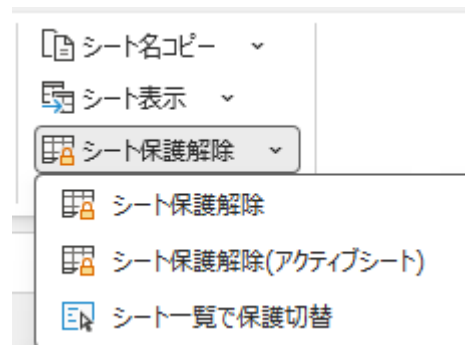 シート名コピー
シート表示
シート保護解除
シート保護解除
シート保護解除(アクティブシート)
シート一覧で保護切替